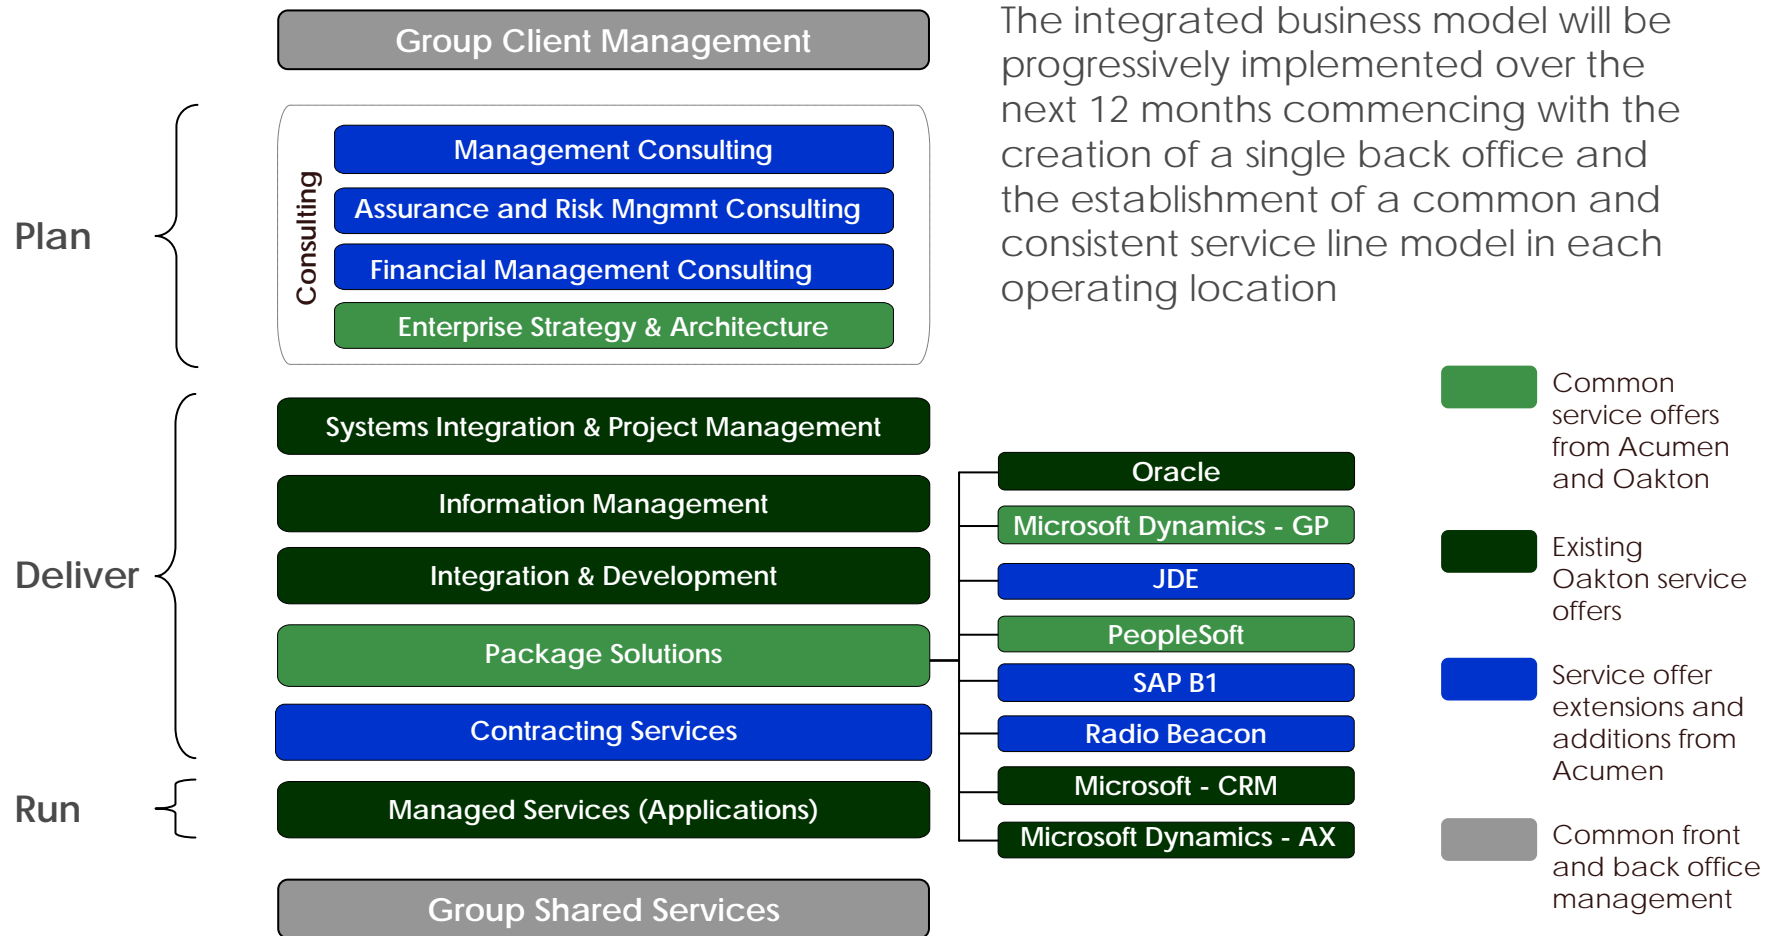 Group Client Management
The integrated business model will be
progressively implemented over the
next 12 months commencing with the
creation of a single back office and
the establishment of a common and
consistent service line model in each
operating location
Plan
Consulting
Management Consulting
Assurance and Risk Mngmnt Consulting
Financial Management Consulting
Enterprise Strategy & Architecture
Deliver
Systems Integration & Project Management
Information Management
Integration & Development
Package Solutions
Contracting Services
Oracle
Microsoft Dynamics - GP
JDE
PeopleSoft
SAP B1
Radio Beacon
Microsoft - CRM
Microsoft Dynamics - AX
Run
Managed Services (Applications)
Group Shared Services
Common
service offers
from Acumen
and Oakton
Existing
Oakton service
offers
Service offer
extensions and
additions from
Acumen
Common front
and back office
management